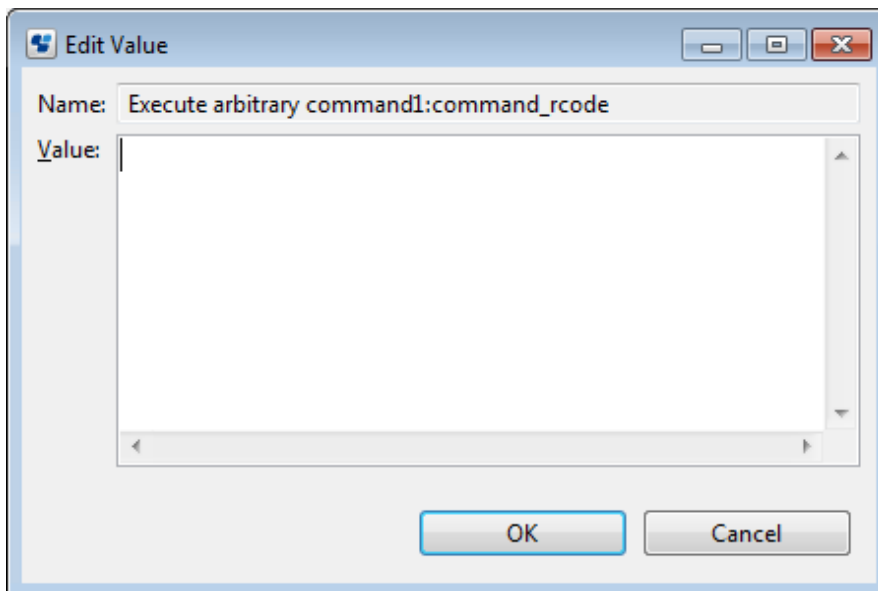 Edit Value
Name: Execute arbitrary command1:command_rcode
Value:
OK Cancel